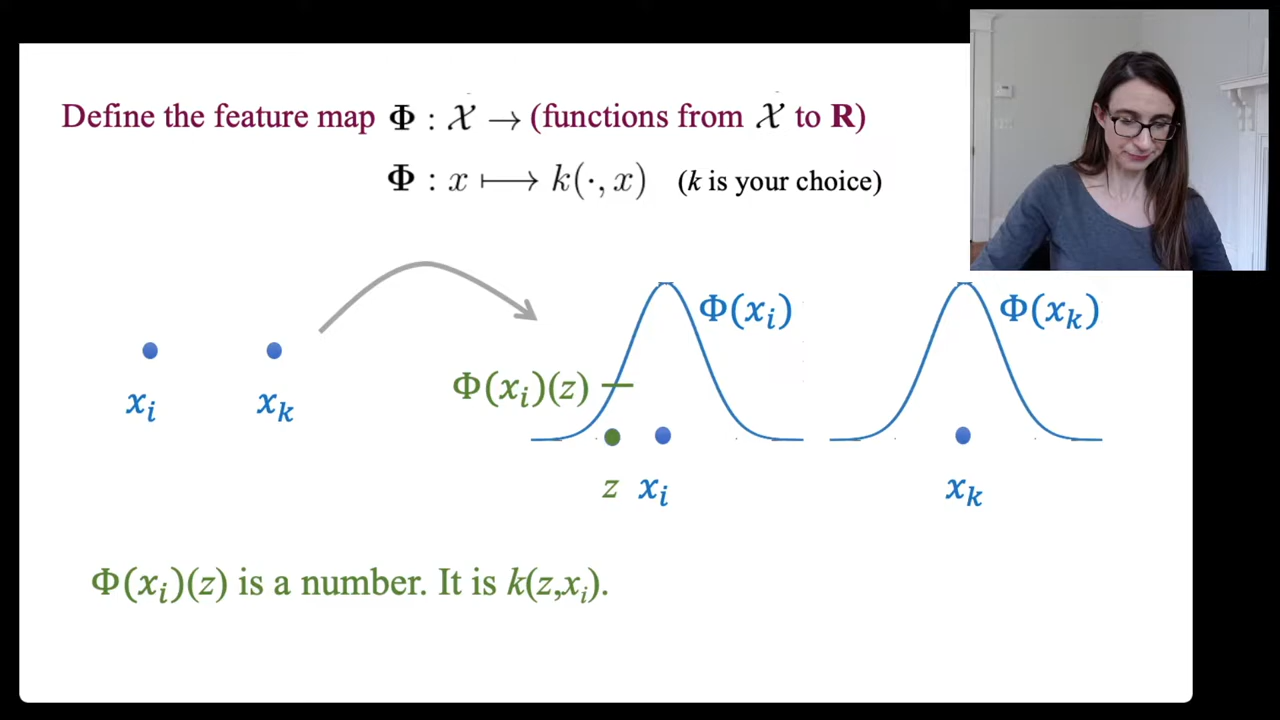 Define the feature map Φ : 𝒳 → (functions from 𝒳 to R)
Φ : x ⟼ k(·, x) (k is your choice)
Φ(xᵢ)
Φ(xₖ)
Φ(xᵢ)(z)
xᵢ
xₖ
z
xᵢ
xₖ
Φ(xᵢ)(z) is a number. It is k(z,xᵢ).